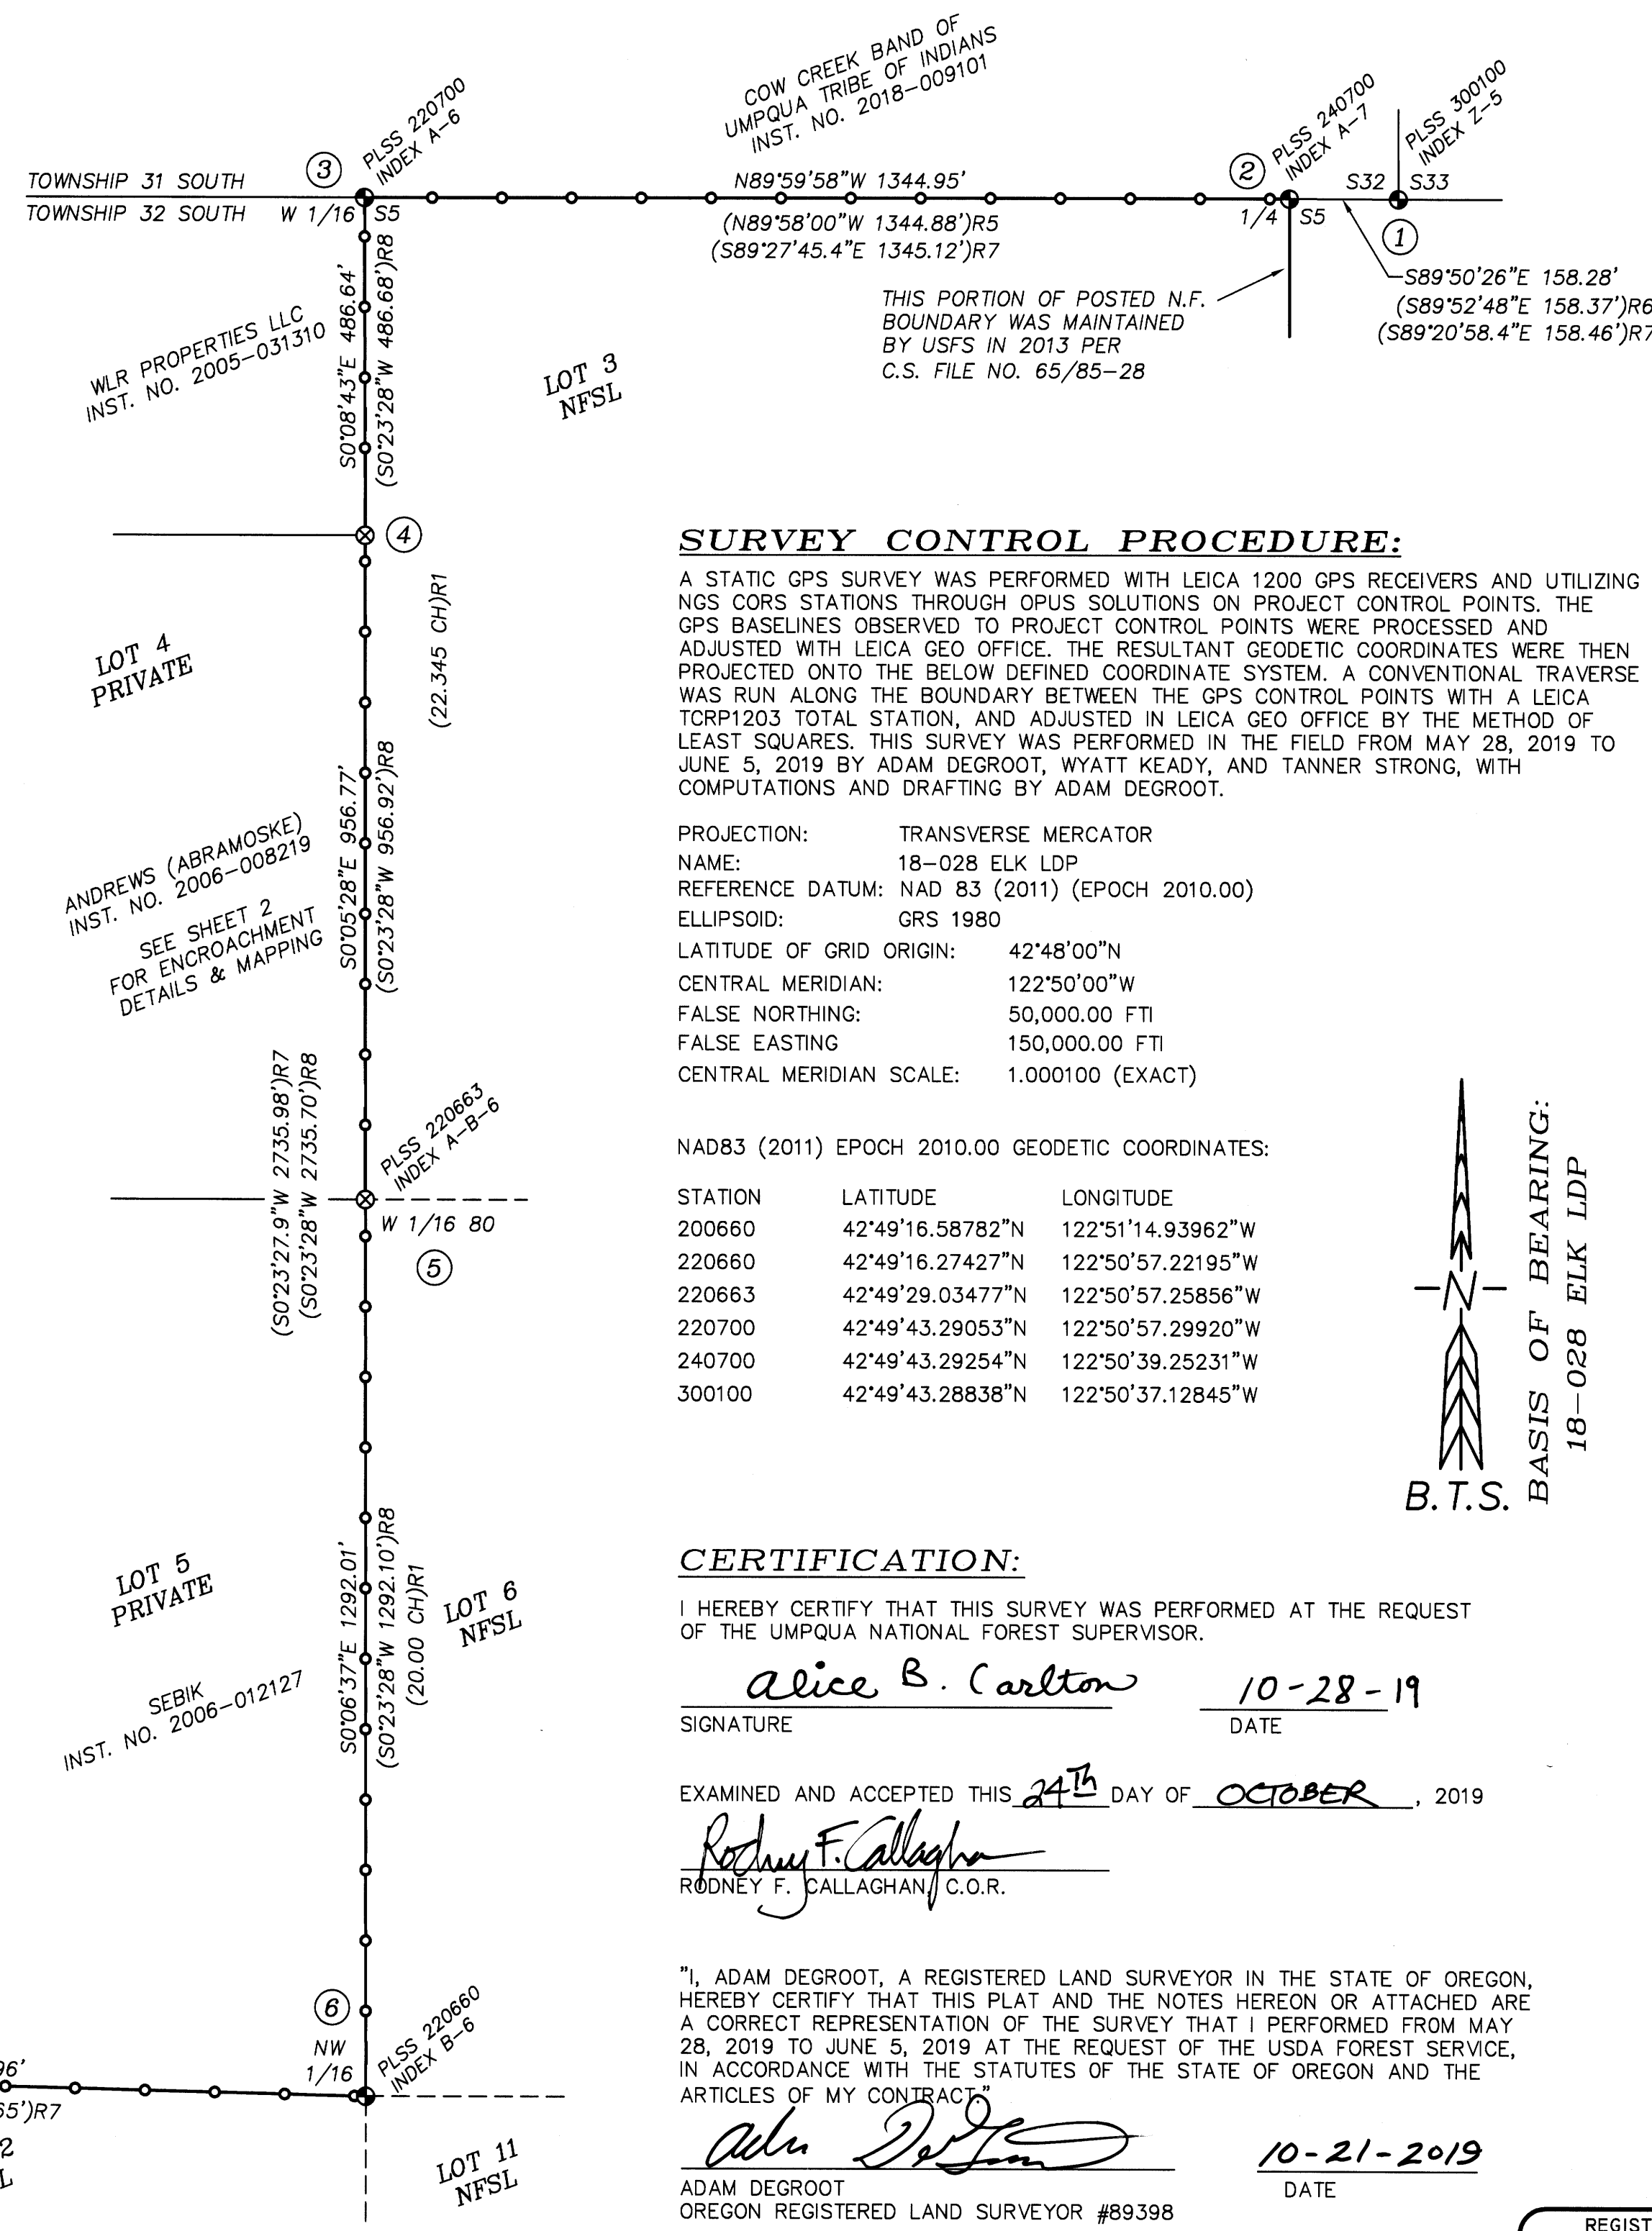 COW CREEK BAND OF
UMPQUA TRIBE OF INDIANS
INST. NO. 2018-009101
PLSS 220700
INDEX A-6
PLSS 240700
INDEX A-7
PLSS 300100
INDEX Z-5
TOWNSHIP 31 SOUTH
3
N89°59'58"W 1344.95'
2
S32 S33
TOWNSHIP 32 SOUTH W 1/16 S5
1/4 S5
1
(N89°58'00"W 1344.88')R5
(S89°27'45.4"E 1345.12')R7
S89°50'26"E 158.28'
(S89°52'48"E 158.37')R6
(S89°20'58.4"E 158.46')R7
THIS PORTION OF POSTED N.F.
BOUNDARY WAS MAINTAINED
BY USFS IN 2013 PER
C.S. FILE NO. 65/85-28
WLR PROPERTIES LLC
INST. NO. 2005-031310
S0°08'43"E 486.64'
(S0°23'28"W 486.68')R8
LOT 3
NFSL
4
(22.345 CH)R1
LOT 4
PRIVATE
ANDREWS (ABRAMOSKE)
INST. NO. 2006-008219
SEE SHEET 2
FOR ENCROACHMENT
DETAILS & MAPPING
S0°05'28"E 956.77'
(S0°23'28"W 956.92')R8
(S0°23'27.9"W 2735.98')R7
(S0°23'28"W 2735.70')R8
PLSS 220663
INDEX A-B-6
W 1/16 80
5
LOT 5
PRIVATE
SEBIK
INST. NO. 2006-012127
S0°06'37"E 1292.01'
(S0°23'28"W 1292.10')R8
(20.00 CH)R1
LOT 6
NFSL
6
NW
1/16
PLSS 220660
INDEX B-6
96'
65')R7
2
L
LOT 11
NFSL
SURVEY CONTROL PROCEDURE:
A STATIC GPS SURVEY WAS PERFORMED WITH LEICA 1200 GPS RECEIVERS AND UTILIZING
NGS CORS STATIONS THROUGH OPUS SOLUTIONS ON PROJECT CONTROL POINTS. THE
GPS BASELINES OBSERVED TO PROJECT CONTROL POINTS WERE PROCESSED AND
ADJUSTED WITH LEICA GEO OFFICE. THE RESULTANT GEODETIC COORDINATES WERE THEN
PROJECTED ONTO THE BELOW DEFINED COORDINATE SYSTEM. A CONVENTIONAL TRAVERSE
WAS RUN ALONG THE BOUNDARY BETWEEN THE GPS CONTROL POINTS WITH A LEICA
TCRP1203 TOTAL STATION, AND ADJUSTED IN LEICA GEO OFFICE BY THE METHOD OF
LEAST SQUARES. THIS SURVEY WAS PERFORMED IN THE FIELD FROM MAY 28, 2019 TO
JUNE 5, 2019 BY ADAM DEGROOT, WYATT KEADY, AND TANNER STRONG, WITH
COMPUTATIONS AND DRAFTING BY ADAM DEGROOT.
PROJECTION: TRANSVERSE MERCATOR
NAME: 18-028 ELK LDP
REFERENCE DATUM: NAD 83 (2011) (EPOCH 2010.00)
ELLIPSOID: GRS 1980
LATITUDE OF GRID ORIGIN: 42°48'00"N
CENTRAL MERIDIAN: 122°50'00"W
FALSE NORTHING: 50,000.00 FTI
FALSE EASTING 150,000.00 FTI
CENTRAL MERIDIAN SCALE: 1.000100 (EXACT)
NAD83 (2011) EPOCH 2010.00 GEODETIC COORDINATES:
STATION LATITUDE LONGITUDE
200660 42°49'16.58782"N 122°51'14.93962"W
220660 42°49'16.27427"N 122°50'57.22195"W
220663 42°49'29.03477"N 122°50'57.25856"W
220700 42°49'43.29053"N 122°50'57.29920"W
240700 42°49'43.29254"N 122°50'39.25231"W
300100 42°49'43.28838"N 122°50'37.12845"W
N
B.T.S.
BASIS OF BEARING:
18-028 ELK LDP
CERTIFICATION:
I HEREBY CERTIFY THAT THIS SURVEY WAS PERFORMED AT THE REQUEST
OF THE UMPQUA NATIONAL FOREST SUPERVISOR.
Alice B. Carlton 10-28-19
SIGNATURE DATE
EXAMINED AND ACCEPTED THIS 24Th DAY OF OCTOBER, 2019
Rodney F. Callaghan
RODNEY F. CALLAGHAN, C.O.R.
"I, ADAM DEGROOT, A REGISTERED LAND SURVEYOR IN THE STATE OF OREGON,
HEREBY CERTIFY THAT THIS PLAT AND THE NOTES HEREON OR ATTACHED ARE
A CORRECT REPRESENTATION OF THE SURVEY THAT I PERFORMED FROM MAY
28, 2019 TO JUNE 5, 2019 AT THE REQUEST OF THE USDA FOREST SERVICE,
IN ACCORDANCE WITH THE STATUTES OF THE STATE OF OREGON AND THE
ARTICLES OF MY CONTRACT."
10-21-2019
ADAM DEGROOT DATE
OREGON REGISTERED LAND SURVEYOR #89398
REGIST